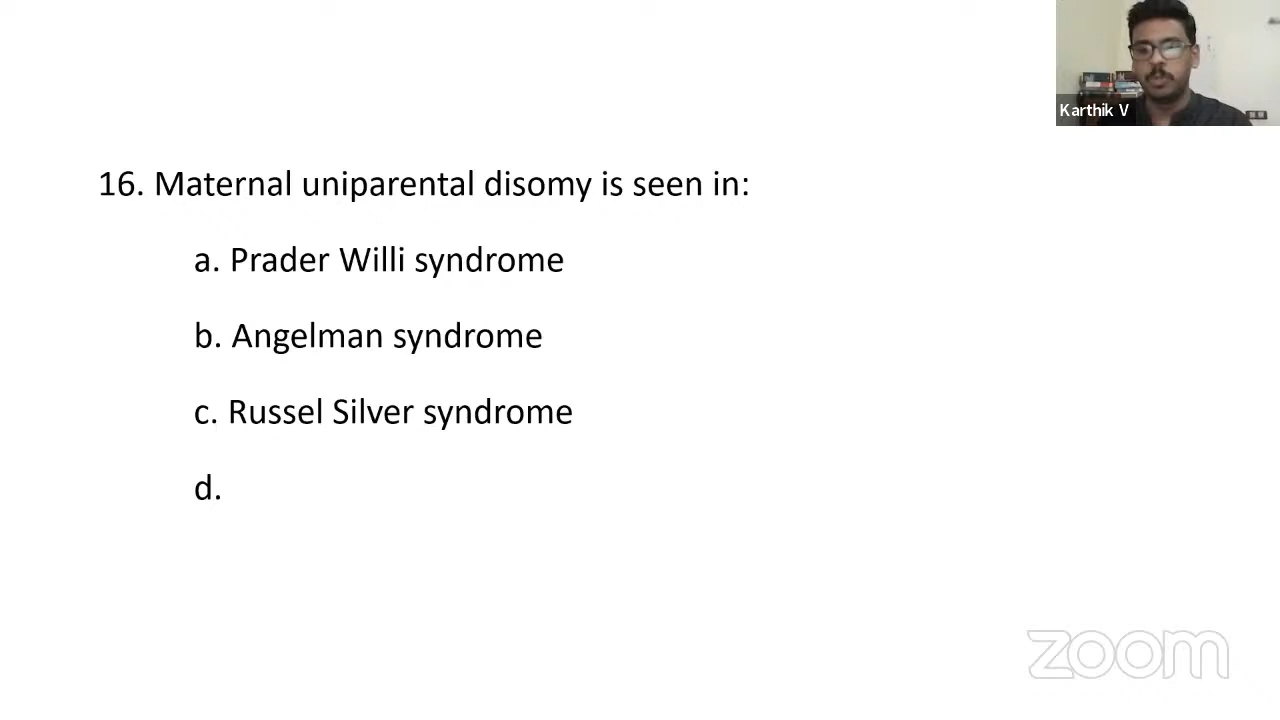 Karthik V
16. Maternal uniparental disomy is seen in:
a. Prader Willi syndrome
b. Angelman syndrome
c. Russel Silver syndrome
d.
zoom